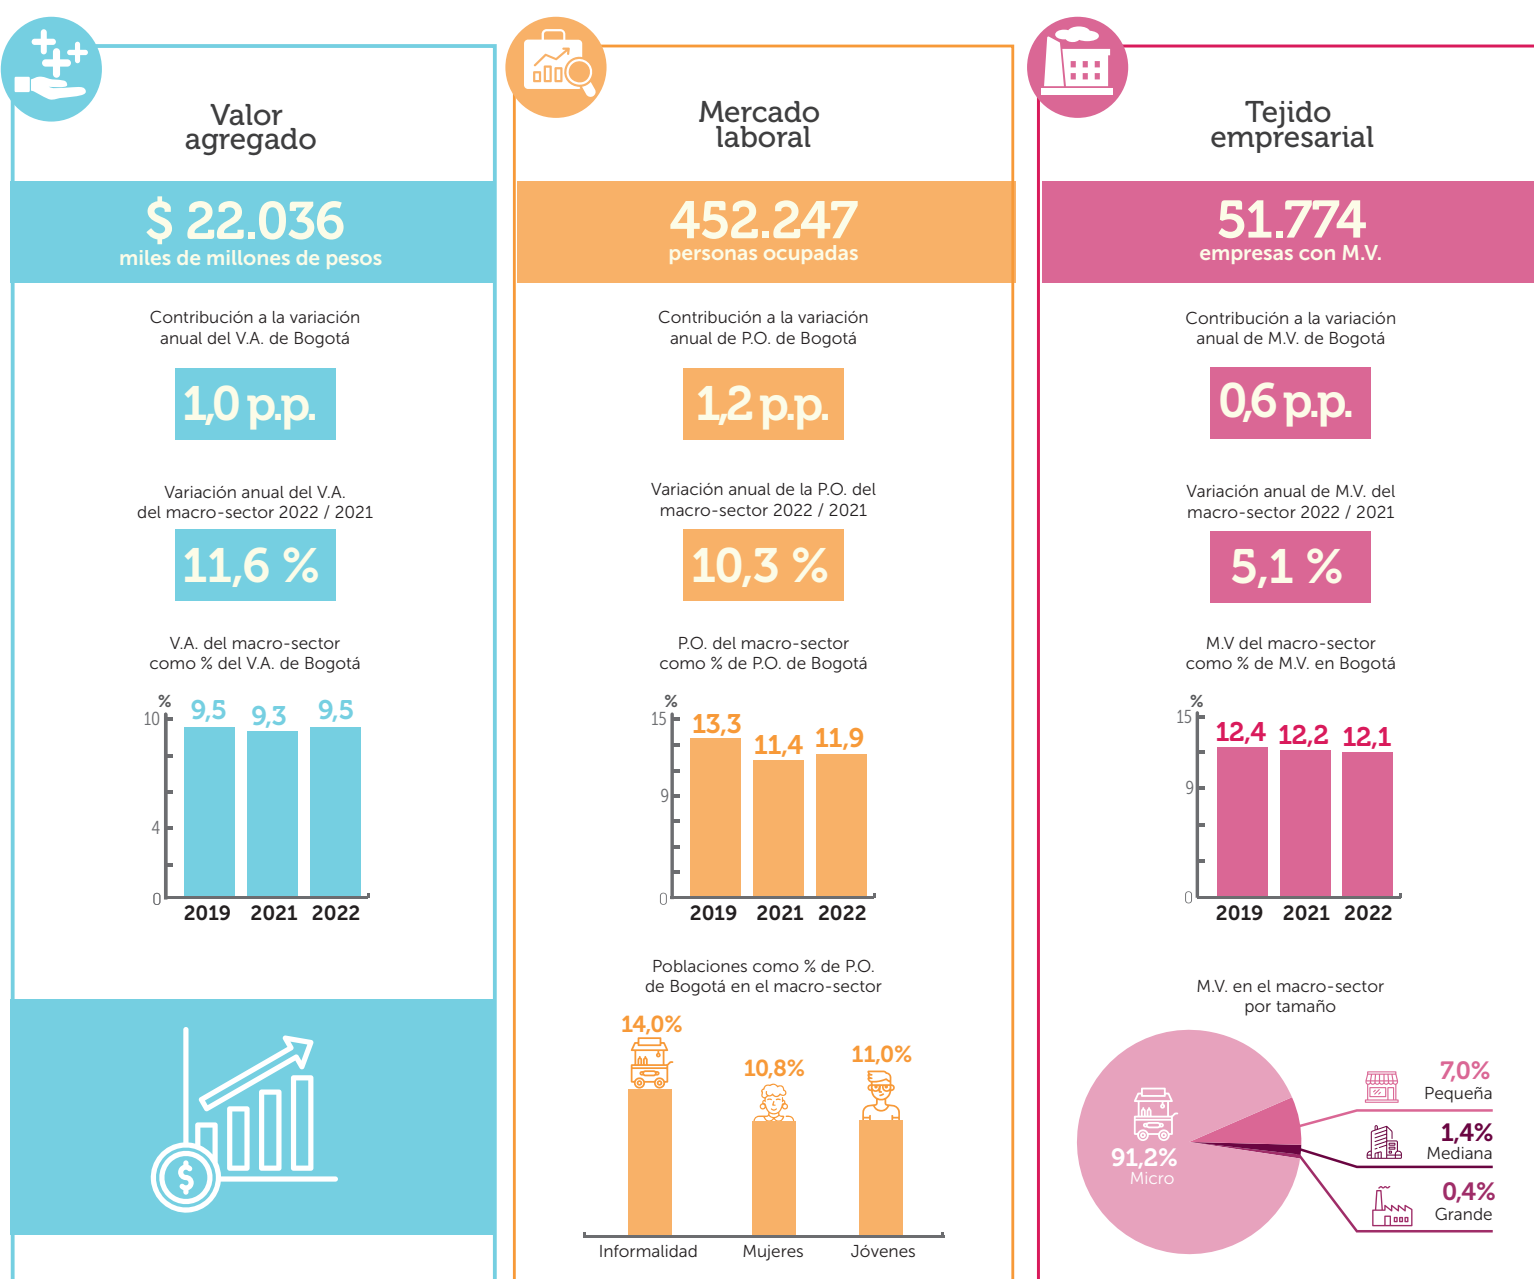 Valor
agregado
$ 22.036
miles de millones de pesos
Contribución a la variación
anual del V.A. de Bogotá
1,0 p.p.
Variación anual del V.A.
del macro-sector 2022 / 2021
11,6 %
V.A. del macro-sector
como % del V.A. de Bogotá
%
10
4
0
9,5
9,3
9,5
2019
2021
2022
$
Mercado
laboral
452.247
personas ocupadas
Contribución a la variación
anual de P.O. de Bogotá
1,2 p.p.
Variación anual de la P.O. del
macro-sector 2022 / 2021
10,3 %
P.O. del macro-sector
como % de P.O. de Bogotá
%
15
9
0
13,3
11,4
11,9
2019
2021
2022
Poblaciones como % de P.O.
de Bogotá en el macro-sector
14,0%
10,8%
11,0%
Informalidad
Mujeres
Jóvenes
Tejido
empresarial
51.774
empresas con M.V.
Contribución a la variación
anual de M.V. de Bogotá
0,6 p.p.
Variación anual de M.V. del
macro-sector 2022 / 2021
5,1 %
M.V del macro-sector
como % de M.V. en Bogotá
%
15
9
0
12,4
12,2
12,1
2019
2021
2022
M.V. en el macro-sector
por tamaño
91,2%
Micro
7,0%
Pequeña
1,4%
Mediana
0,4%
Grande